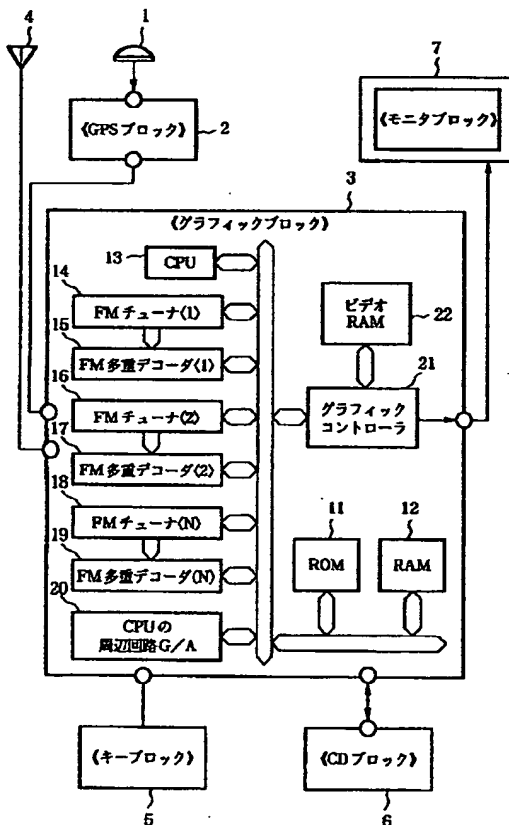 4
1
7
《GPSブロック》
2
《モニタブロック》
3
《グラフィックブロック》
13
CPU
14
FMチューナ(1)
15
FM多重デコーダ(1)
16
FMチューナ(2)
17
FM多重デコーダ(2)
18
FMチューナ(N)
19
FM多重デコーダ(N)
20
CPUの
周辺回路G/A
ビデオ
RAM
22
21
グラフィック
コントローラ
11
12
ROM
RAM
《キーブロック》
5
《CDブロック》
6